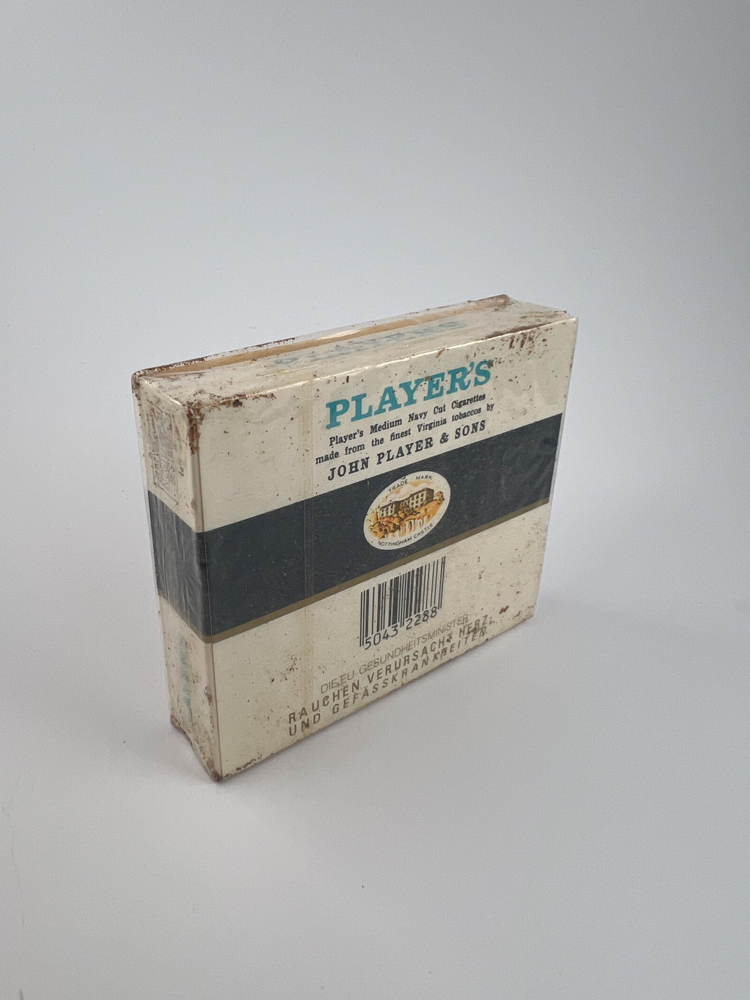 PLAYER'S
Player's Medium Navy Cut Cigarettes
made from the finest Virginia tobaccos by
JOHN PLAYER & SONS
TRADE MARK
NOTTINGHAM CASTLE
5043 2288
DIE EU-GESUNDHEITSMINISTER:
RAUCHEN VERURSACHT HERZ-
UND GEFÄSSKRANKHEITEN